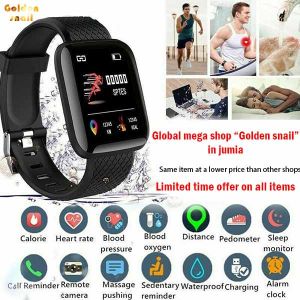 Golden
snail
500
SPTES
Global mega shop “Golden snail”
in jumia
Same item at a lower price than other shops
Limited time offer on all items
Calorie
Heart rate
Blood
pressure
Blood
oxygen
Distance
Pedometer
Sleep
monitor
Call Reminder
Remote
camera
Massage
pushing
Sedentary
reminder
Waterproof
Charging
Alarm
clock